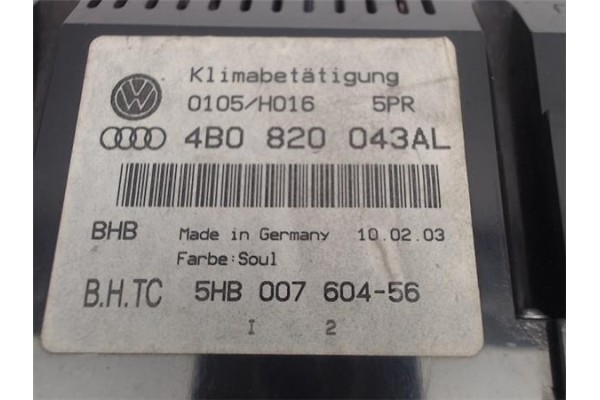 Klimabetätigung
0105/H016 5PR
4B0 820 043AL
BHB Made in Germany 10.02.03
Farbe:Soul
B.H.TC 5HB 007 604-56
I 2